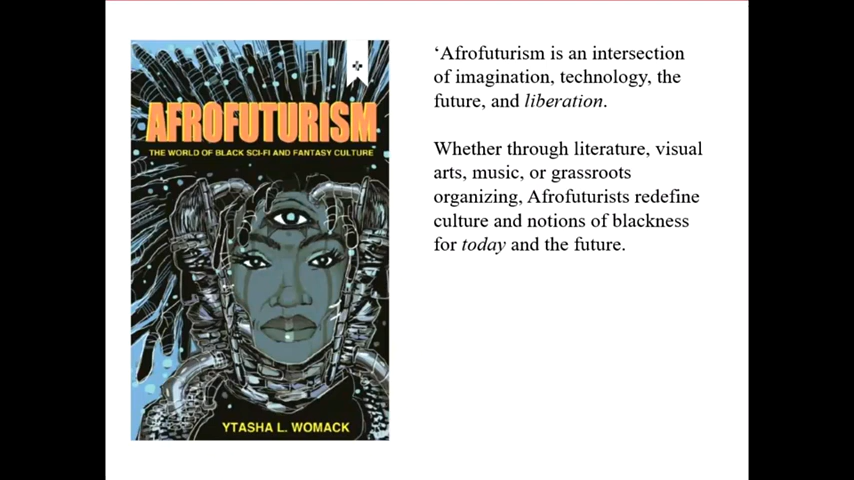 AFROFUTURISM
THE WORLD OF BLACK SCI-FI AND FANTASY CULTURE
YTASHA L. WOMACK
‘Afrofuturism is an intersection
of imagination, technology, the
future, and liberation.
Whether through literature, visual
arts, music, or grassroots
organizing, Afrofuturists redefine
culture and notions of blackness
for today and the future.